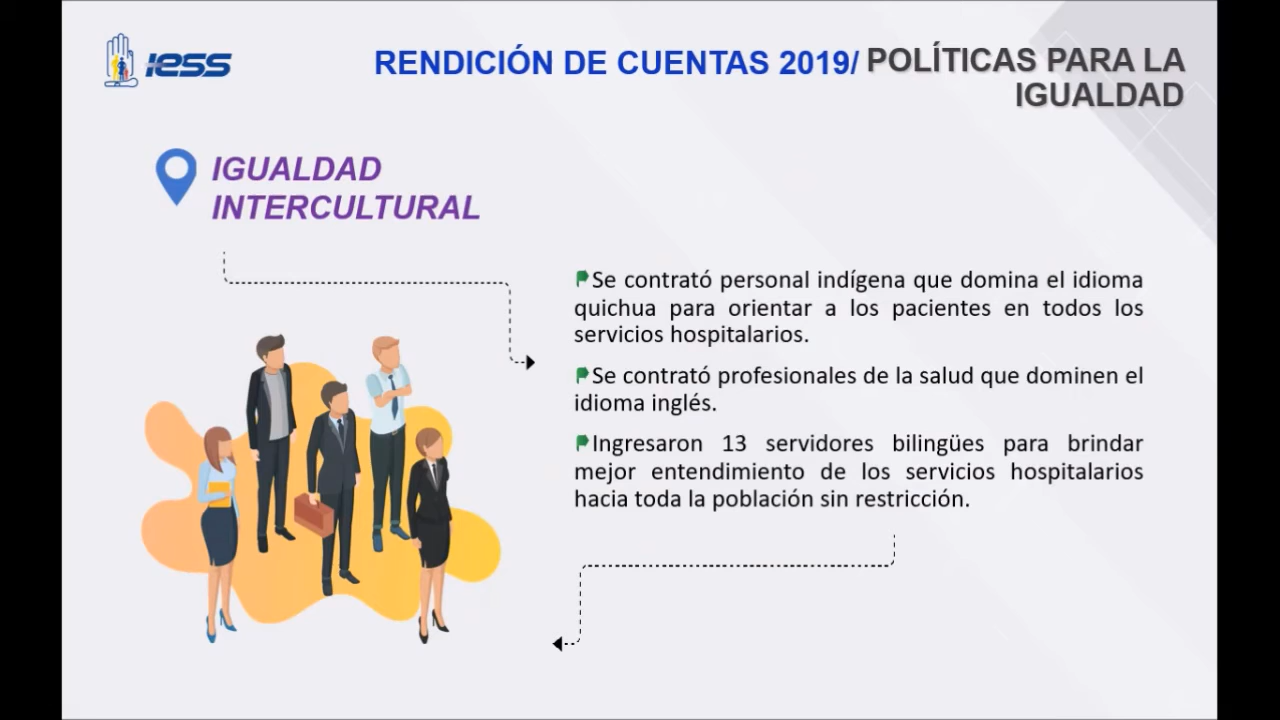 IESS
RENDICIÓN DE CUENTAS 2019/ POLÍTICAS PARA LA
IGUALDAD
IGUALDAD
INTERCULTURAL
Se contrató personal indígena que domina el idioma
quichua para orientar a los pacientes en todos los
servicios hospitalarios.
Se contrató profesionales de la salud que dominen el
idioma inglés.
Ingresaron 13 servidores bilingües para brindar
mejor entendimiento de los servicios hospitalarios
hacia toda la población sin restricción.